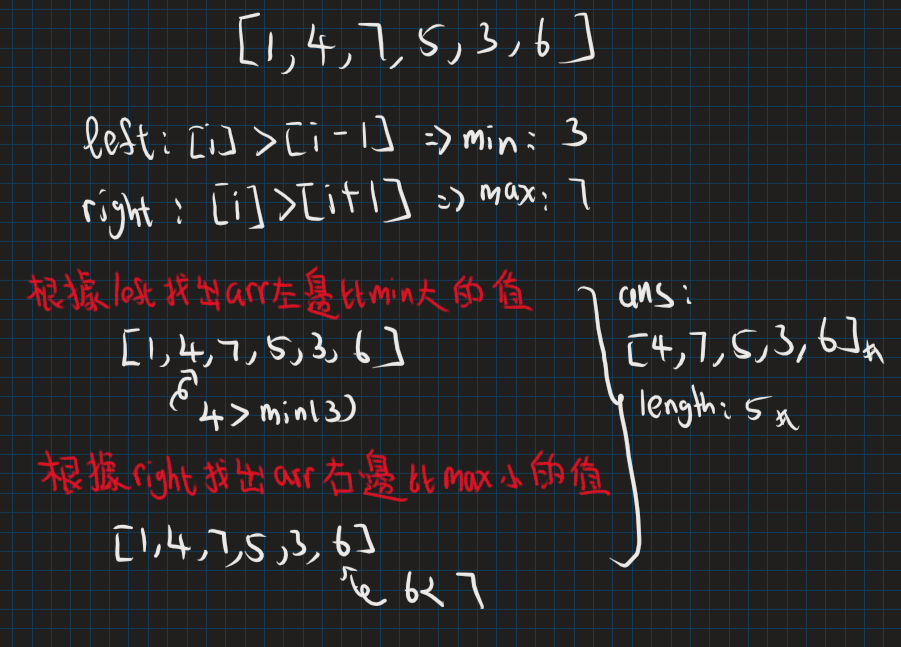 [1,4,7,5,3,6]
left: [i]>[i-1] => min: 3
right: [i]>[i+1] => max: 7
根據left找出arr左邊比min大的值
[1,4,7,5,3,6]
4>min(3)
根據right找出arr右邊比max小的值
[1,4,7,5,3,6]
6<7
ans:
[4,7,5,3,6]#
length: 5#